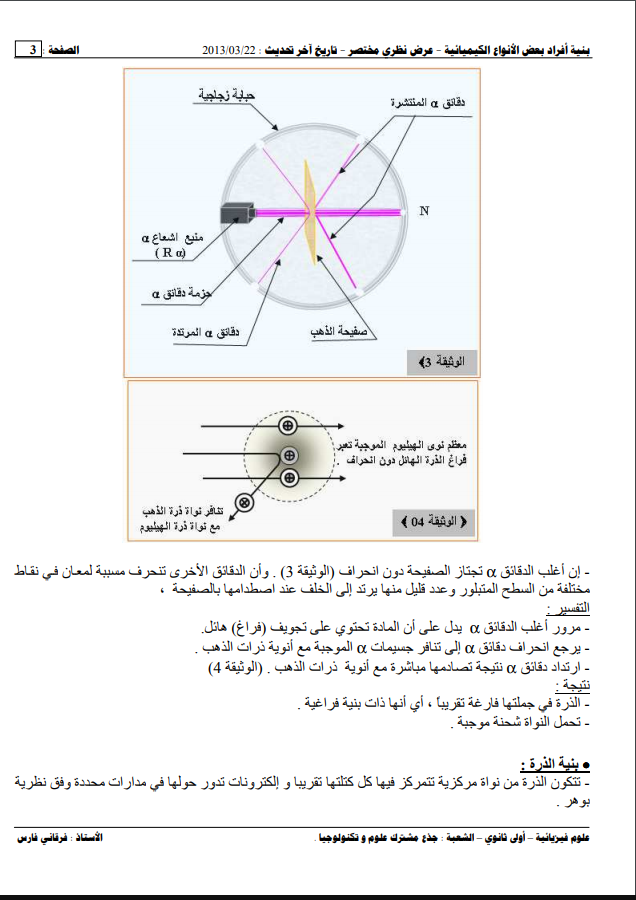 بنية أفراد بعض الأنواع الكيميائية – عرض نظري مختصر – تاريخ آخر تحديث : 2013/03/22
الصفحة : 3
حبابة زجاجية
دقائق α المنتشرة
N
منبع اشعاع α
( R α)
حزمة دقائق α
دقائق α المرتدة
صفيحة الذهب
الوثيقة 3
معظم نوى الهيليوم الموجبة تعبر
فراغ الذرة الهائل دون انحراف .
تنافر نواة ذرة الذهب
مع نواة ذرة الهيليوم
الوثيقة 04
- إن أغلب الدقائق α تجتاز الصفيحة دون انحراف (الوثيقة 3) . وأن الدقائق الأخرى تنحرف مسببة لمعان في نقاط
مختلفة من السطح المتبلور وعدد قليل منها يرتد إلى الخلف عند اصطدامها بالصفيحة ،
التفسير :
- مرور أغلب الدقائق α يدل على أن المادة تحتوي على تجويف (فراغ) هائل.
- يرجع انحراف دقائق α إلى تنافر جسيمات α الموجبة مع أنوية ذرات الذهب .
- ارتداد دقائق α نتيجة تصادمها مباشرة مع أنوية ذرات الذهب . (الوثيقة 4)
نتيجة :
- الذرة في جملتها فارغة تقريباً ، أي أنها ذات بنية فراغية .
- تحمل النواة شحنة موجبة .
● بنية الذرة :
- تتكون الذرة من نواة مركزية تتمركز فيها كل كتلتها تقريبا و إلكترونات تدور حولها في مدارات محددة وفق نظرية
بوهر .
علوم فيزيائية – أولى ثانوي – الشعبة : جذع مشترك علوم و تكنولوجيا .
الأستاذ : فرقاني فارس